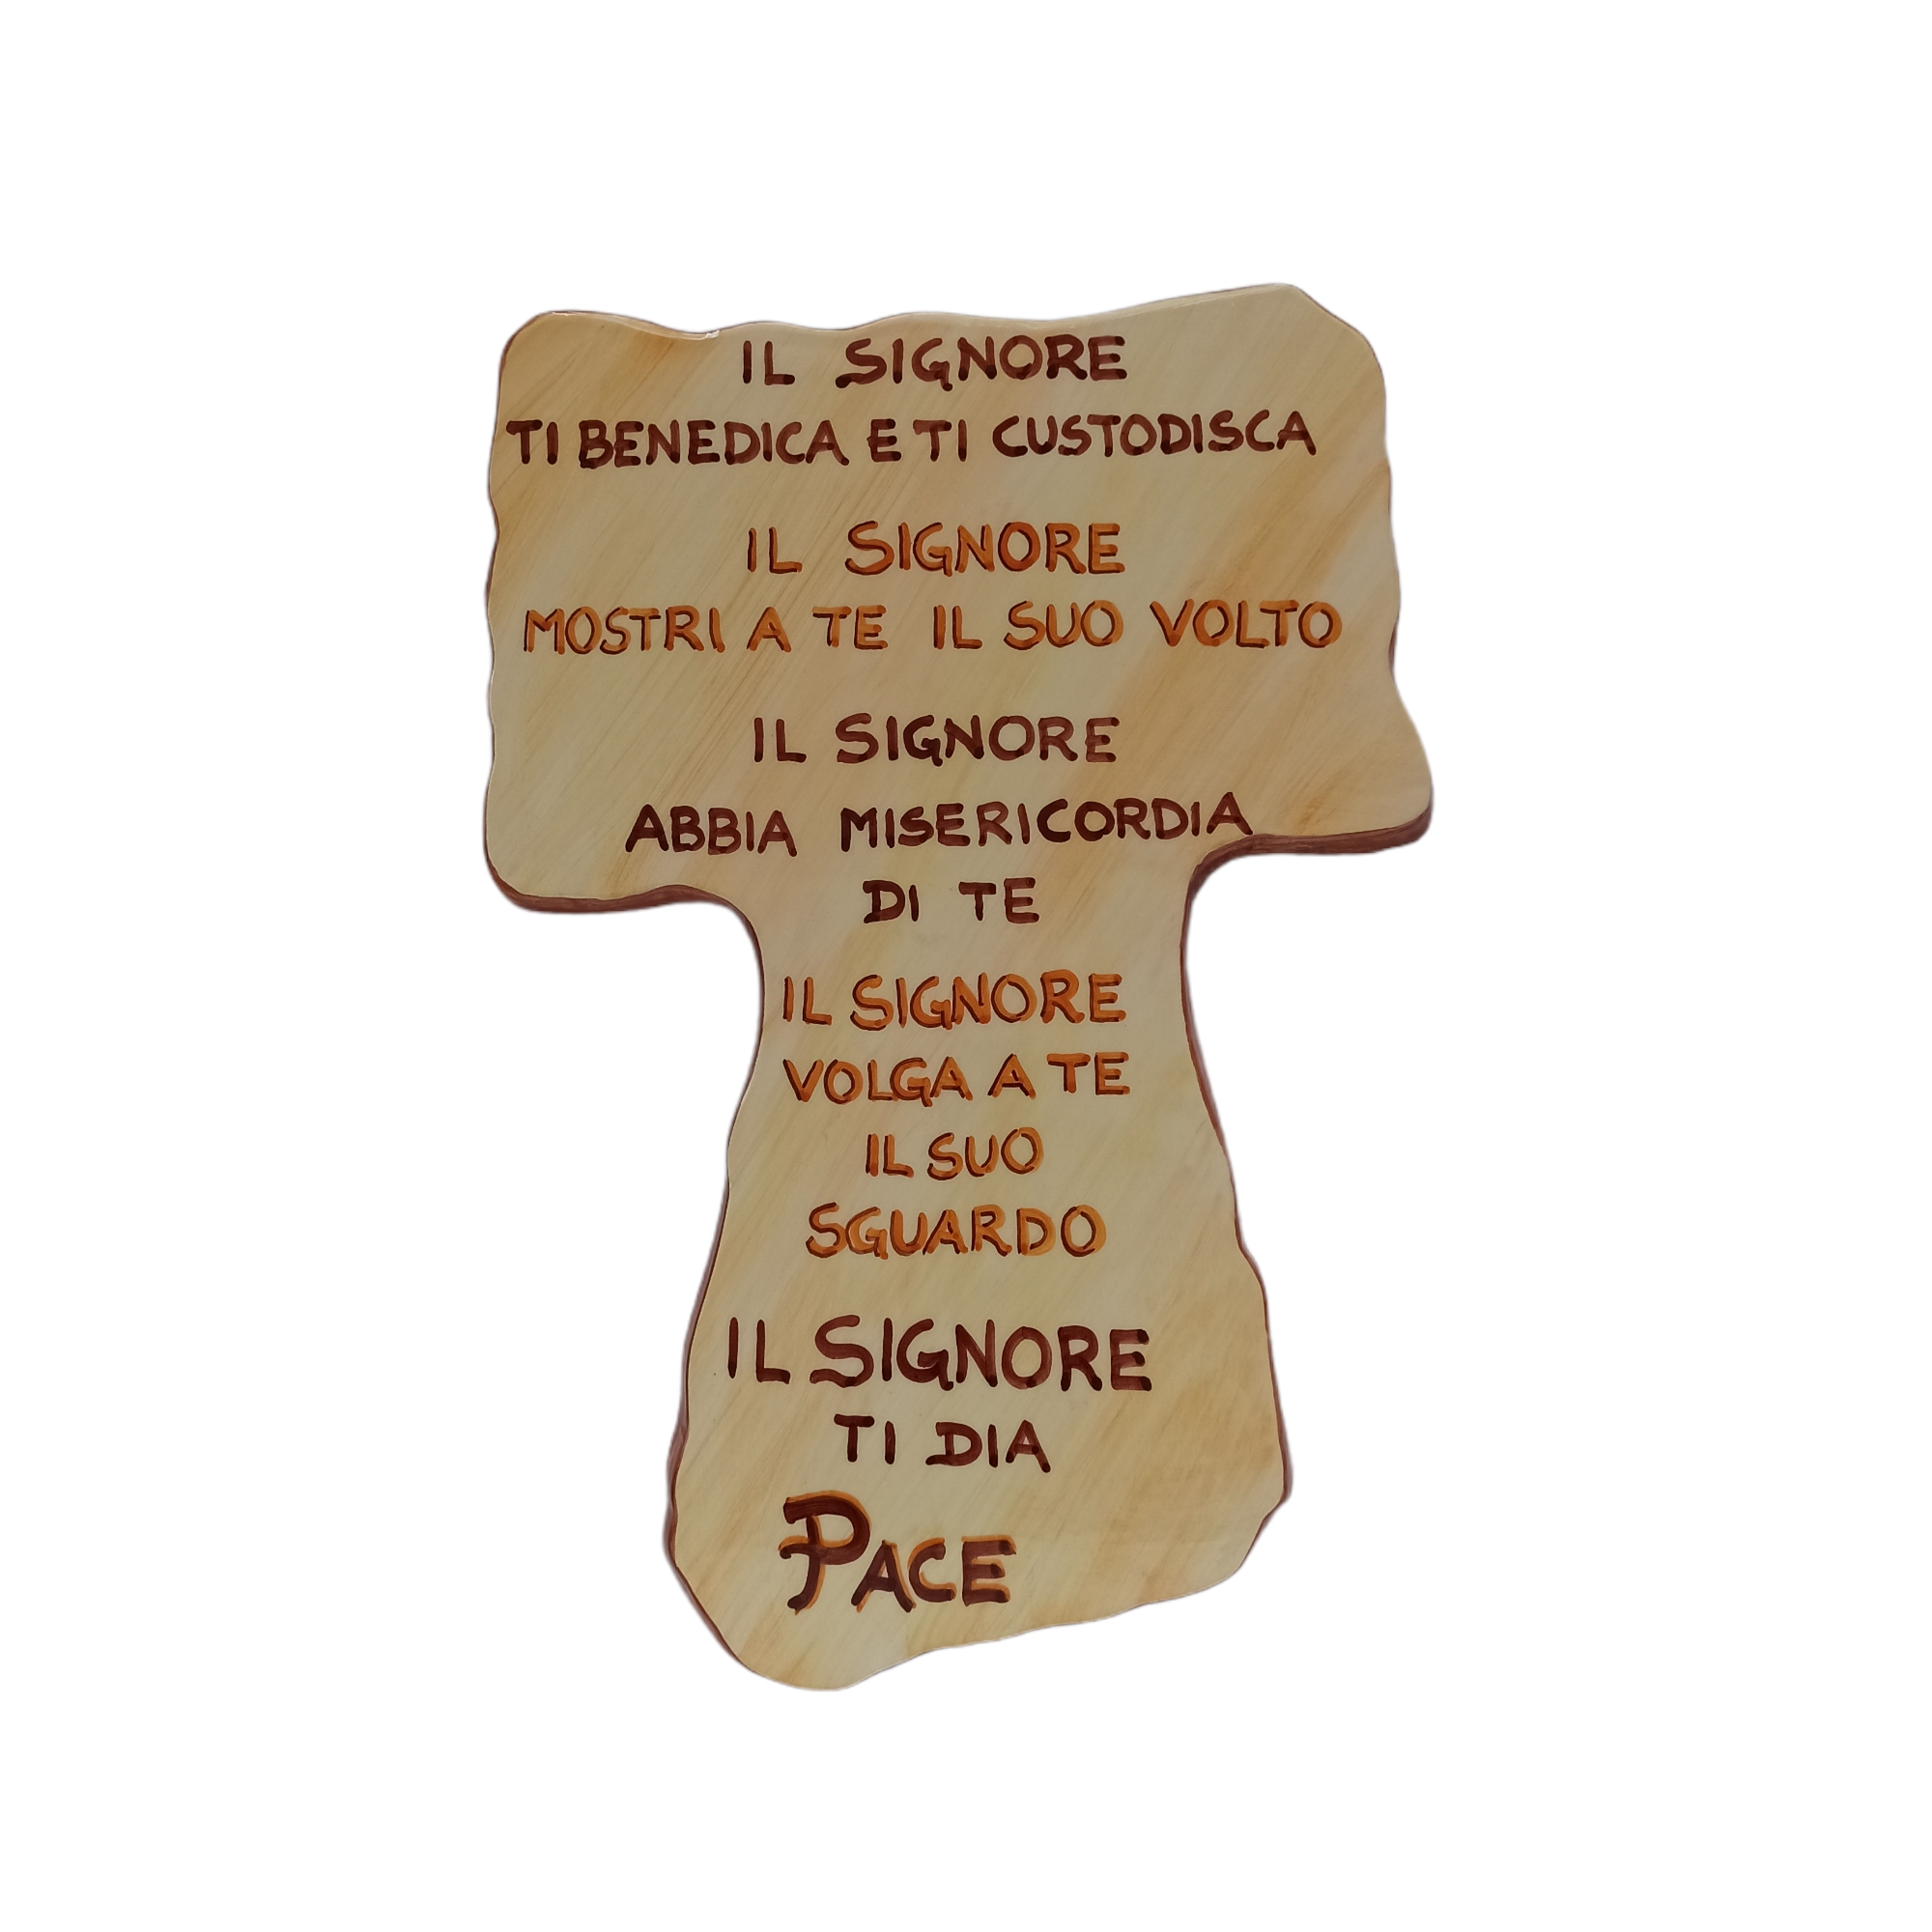 IL SIGNORE
TI BENEDICA E TI CUSTODISCA
IL SIGNORE
MOSTRI A TE IL SUO VOLTO
IL SIGNORE
ABBIA MISERICORDIA
DI TE
IL SIGNORE
VOLGA A TE
IL SUO
SGUARDO
IL SIGNORE
TI DIA
PACE